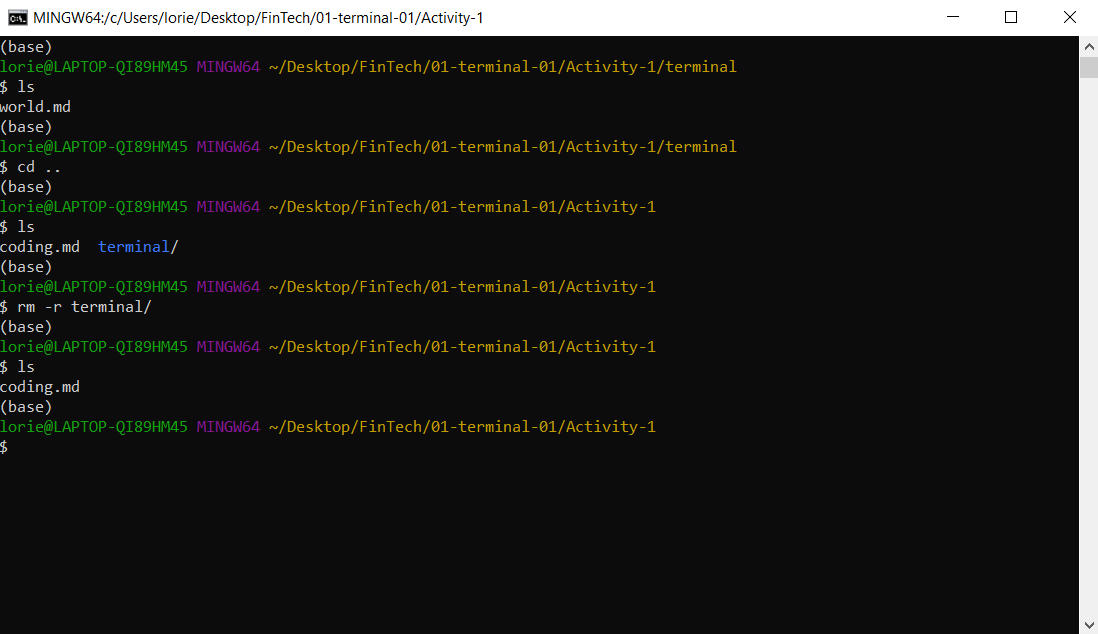 MINGW64:/c/Users/lorie/Desktop/FinTech/01-terminal-01/Activity-1
(base)
lorie@LAPTOP-QI89HM45 MINGW64 ~/Desktop/FinTech/01-terminal-01/Activity-1/terminal
$ ls
world.md
(base)
lorie@LAPTOP-QI89HM45 MINGW64 ~/Desktop/FinTech/01-terminal-01/Activity-1/terminal
$ cd ..
(base)
lorie@LAPTOP-QI89HM45 MINGW64 ~/Desktop/FinTech/01-terminal-01/Activity-1
$ ls
coding.md  terminal/
(base)
lorie@LAPTOP-QI89HM45 MINGW64 ~/Desktop/FinTech/01-terminal-01/Activity-1
$ rm -r terminal/
(base)
lorie@LAPTOP-QI89HM45 MINGW64 ~/Desktop/FinTech/01-terminal-01/Activity-1
$ ls
coding.md
(base)
lorie@LAPTOP-QI89HM45 MINGW64 ~/Desktop/FinTech/01-terminal-01/Activity-1
$